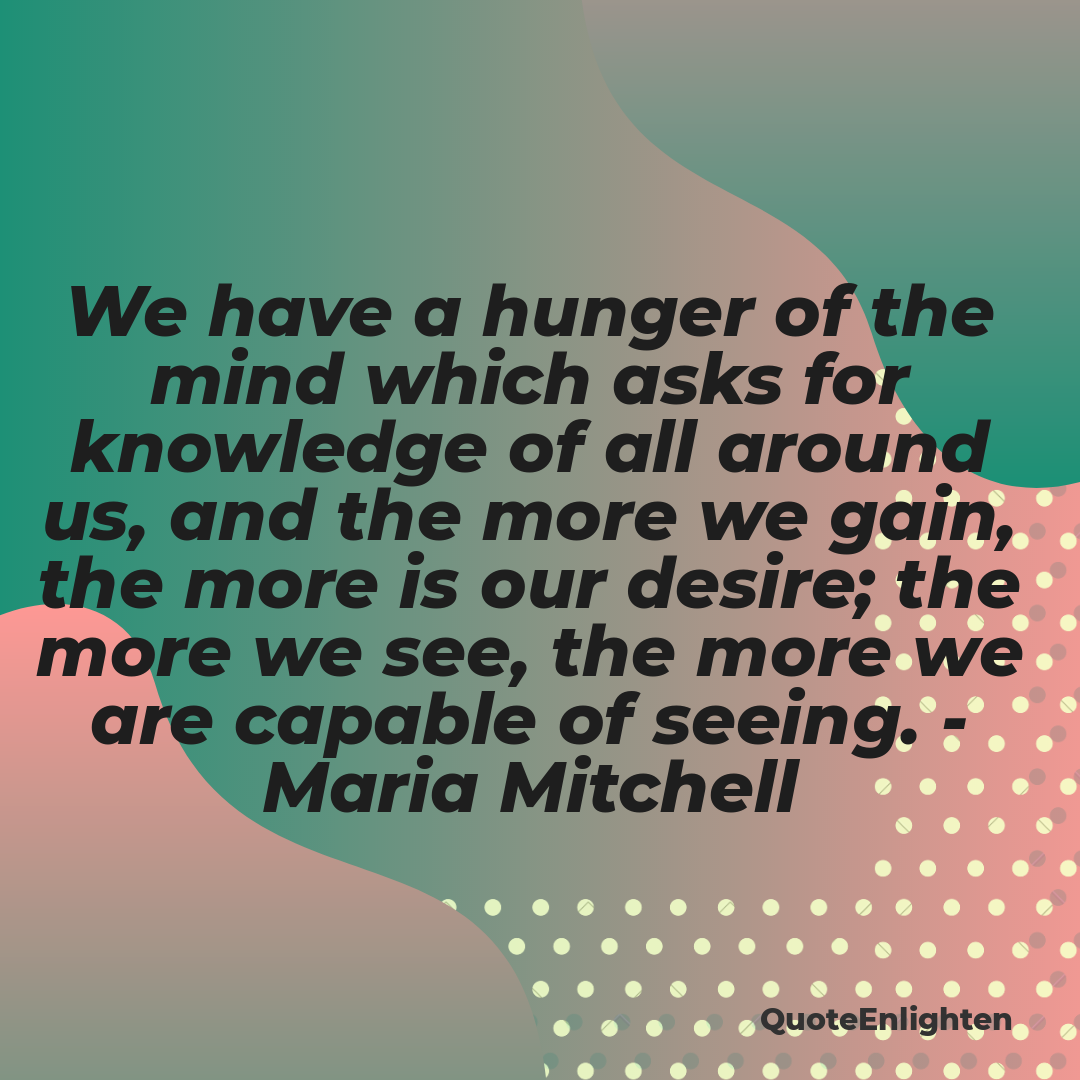 We have a hunger of the
mind which asks for
knowledge of all around
us, and the more we gain,
the more is our desire; the
more we see, the more we
are capable of seeing. -
Maria Mitchell
QuoteEnlighten